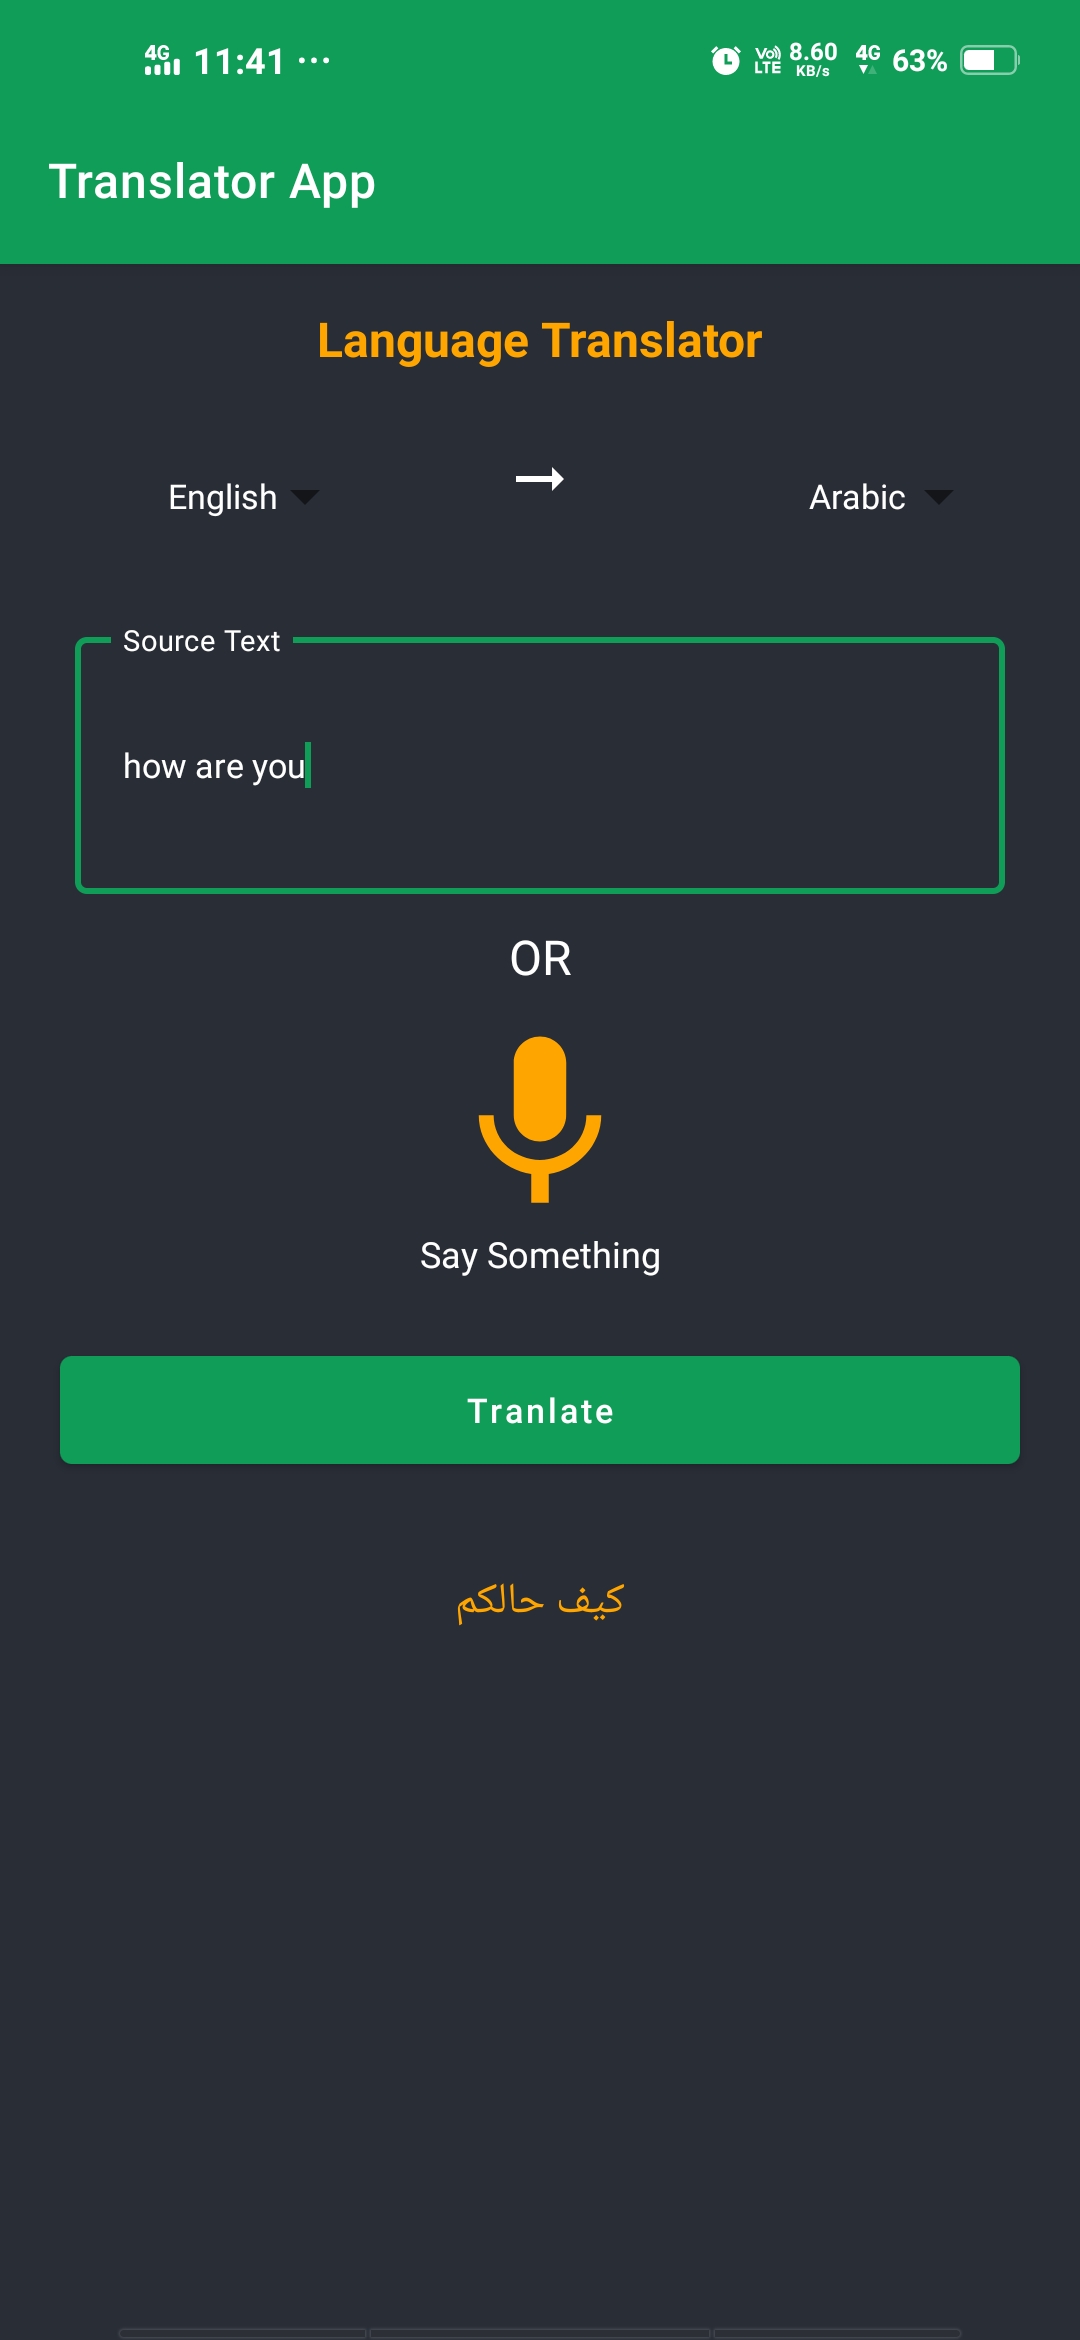 4G 11:41 ... Vo) LTE 8.60 KB/s 4G 63%
Translator App
Language Translator
English Arabic
Source Text
how are you
OR
Say Something
Tranlate
كيف حالكم